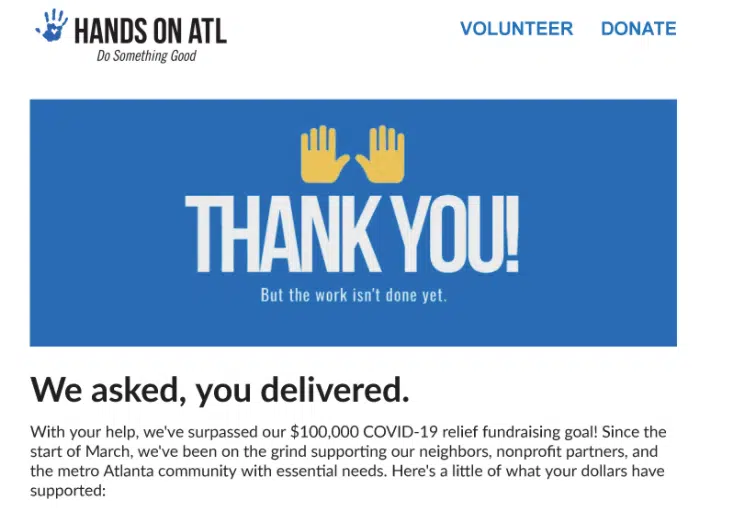 HANDS ON ATL
Do Something Good
VOLUNTEER DONATE
THANK YOU!
But the work isn't done yet.
We asked, you delivered.
With your help, we've surpassed our $100,000 COVID-19 relief fundraising goal! Since the
start of March, we've been on the grind supporting our neighbors, nonprofit partners, and
the metro Atlanta community with essential needs. Here's a little of what your dollars have
supported: